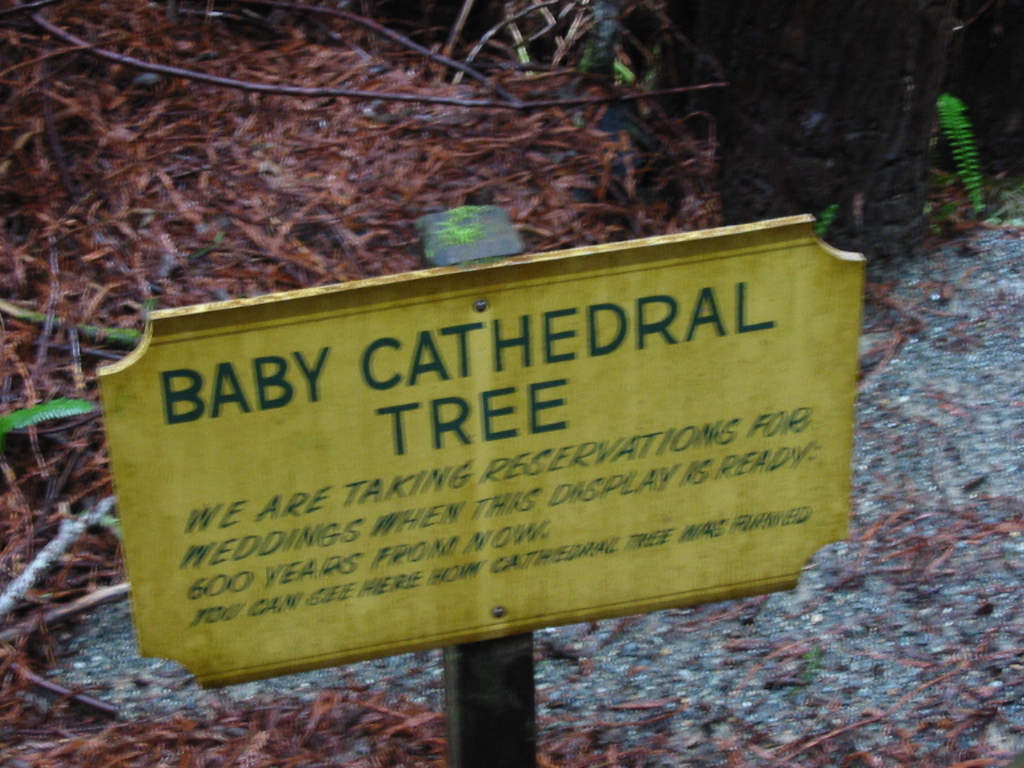 BABY CATHEDRAL
TREE
WE ARE TAKING RESERVATIONS FOR
WEDDINGS WHEN THIS DISPLAY IS READY:
600 YEARS FROM NOW.
YOU CAN SEE HERE HOW CATHEDRAL TREE WAS FORMED